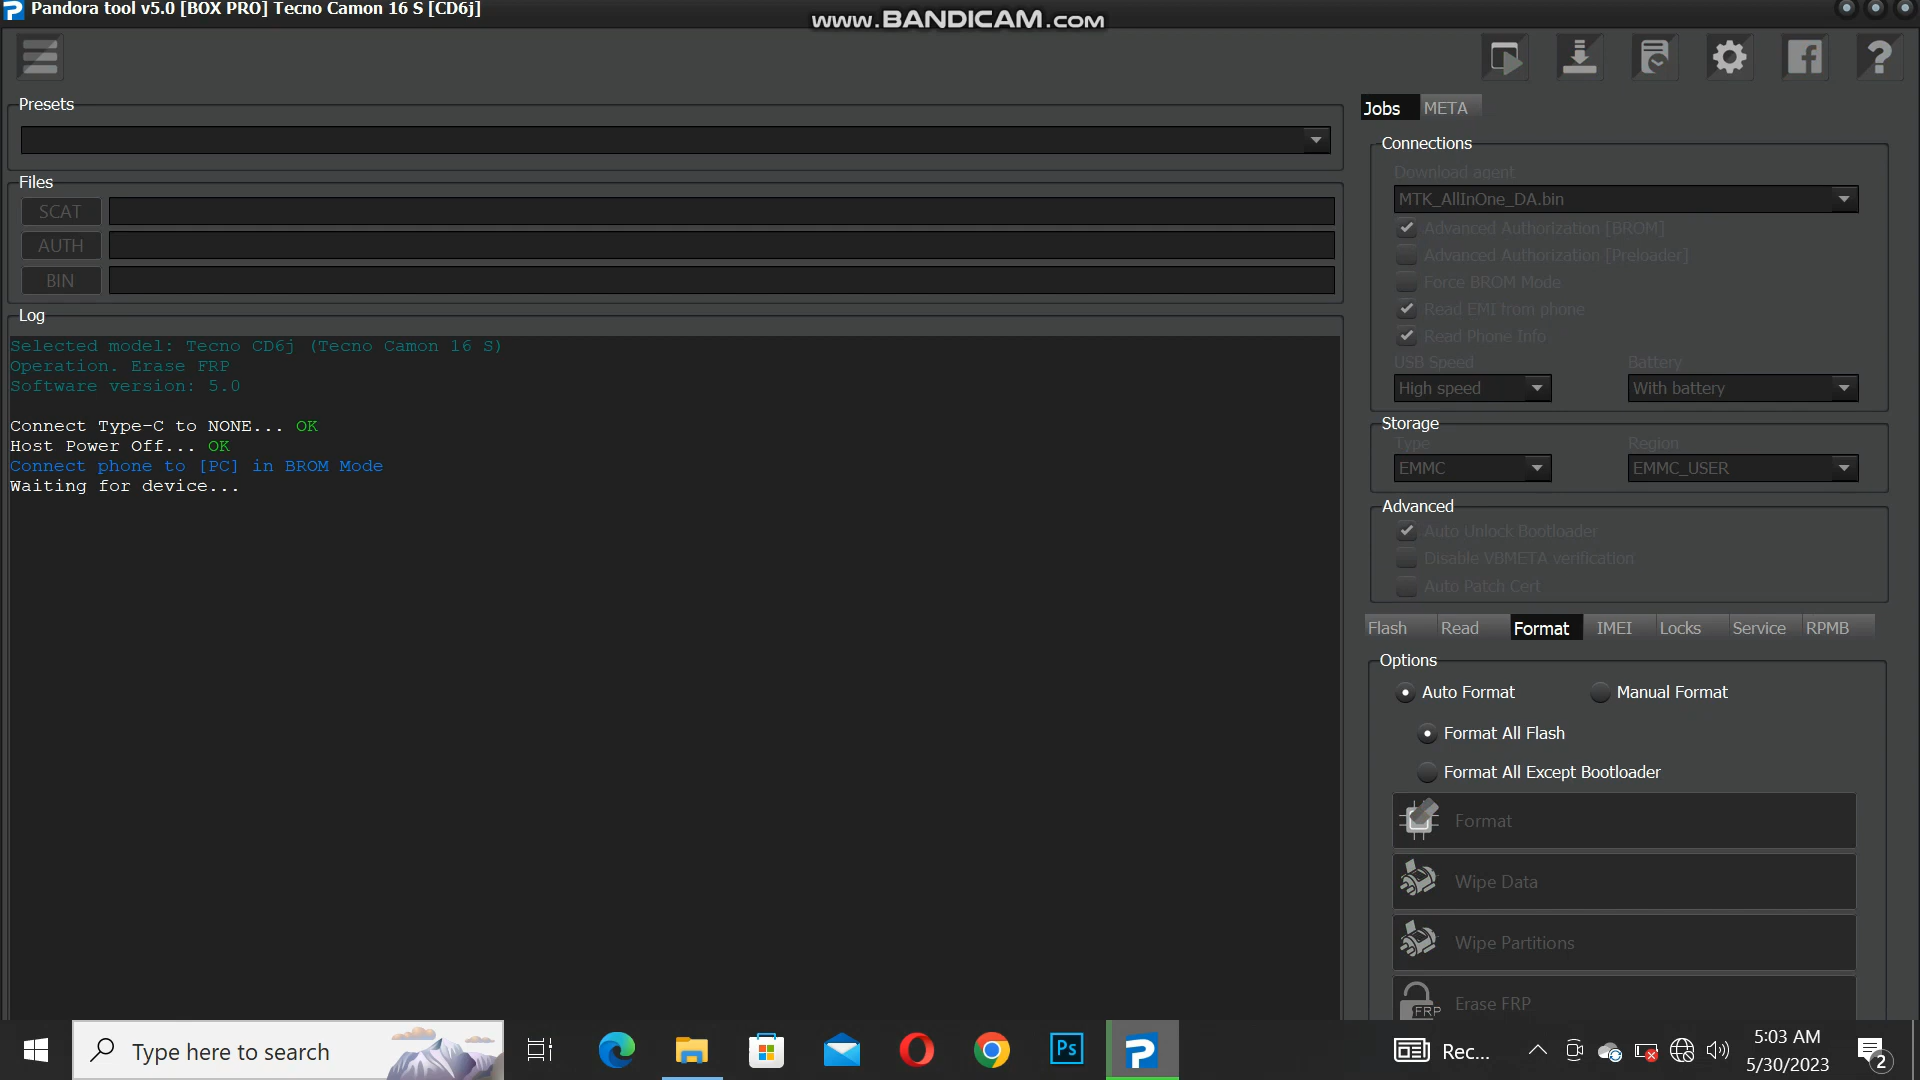 Pandora tool v5.0 [BOX PRO] Tecno Camon 16 S [CD6j]
www.BANDICAM.com
Presets
Files
SCAT
AUTH
BIN
Log
Selected model: Tecno CD6j (Tecno Camon 16 S)
Operation. Erase FRP
Software version: 5.0
Connect Type-C to NONE... OK
Host Power Off... OK
Connect phone to [PC] in BROM Mode
Waiting for device...
Jobs META
Connections
Download agent
MTK_AllInOne_DA.bin
Advanced Authorization [BROM]
Advanced Authorization [Preloader]
Force BROM Mode
Read EMI from phone
Read Phone Info
USB Speed Battery
High speed With battery
Storage
Type Region
EMMC EMMC_USER
Advanced
Auto Unlock Bootloader
Disable VBMETA verification
Auto Patch Cert
Flash Read Format IMEI Locks Service RPMB
Options
Auto Format Manual Format
Format All Flash
Format All Except Bootloader
Format
Wipe Data
Wipe Partitions
FRP Erase FRP
Type here to search
Ps
Rec...
5:03 AM
5/30/2023
2